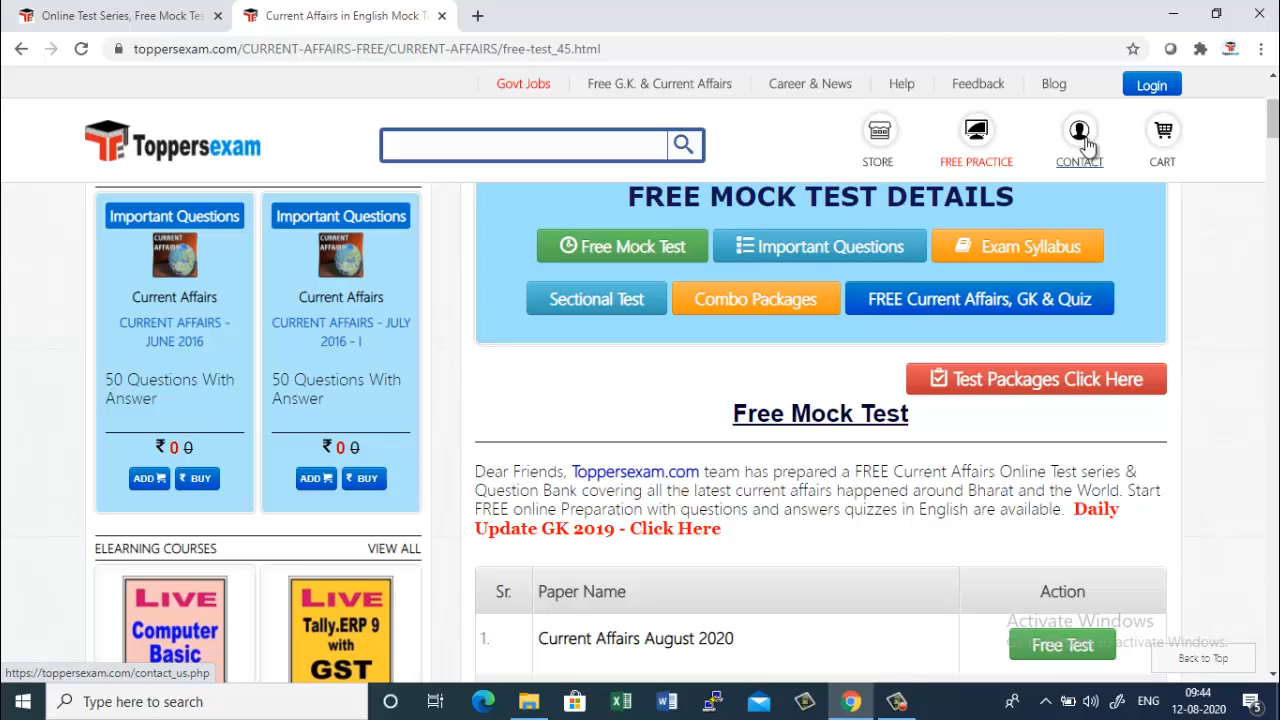 Online Test Series, Free Mock Tes
Current Affairs in English Mock T
toppersexam.com/CURRENT-AFFAIRS-FREE/CURRENT-AFFAIRS/free-test_45.html
Govt Jobs
Free G.K. & Current Affairs
Career & News
Help
Feedback
Blog
Login
Toppersexam
STORE
FREE PRACTICE
CONTACT
CART
Important Questions
CURRENT AFFAIRS
Current Affairs
CURRENT AFFAIRS -
JUNE 2016
50 Questions With
Answer
₹ 0 0
ADD
₹ BUY
Important Questions
CURRENT AFFAIRS
Current Affairs
CURRENT AFFAIRS - JULY
2016 - I
50 Questions With
Answer
₹ 0 0
ADD
₹ BUY
ELEARNING COURSES
VIEW ALL
LIVE
Computer
Basic
LIVE
Tally.ERP 9
with
GST
FREE MOCK TEST DETAILS
Free Mock Test
Important Questions
Exam Syllabus
Sectional Test
Combo Packages
FREE Current Affairs, GK & Quiz
Test Packages Click Here
Free Mock Test
Dear Friends, Toppersexam.com team has prepared a FREE Current Affairs Online Test series &
Question Bank covering all the latest current affairs happened around Bharat and the World. Start
FREE online Preparation with questions and answers quizzes in English are available. Daily
Update GK 2019 - Click Here
Sr.
Paper Name
Action
1.
Current Affairs August 2020
Free Test
Activate Windows
to activate Windows.
Back to Top
https://toppersexam.com/contact_us.php
Type here to search
ENG
09:44
12-08-2020
5